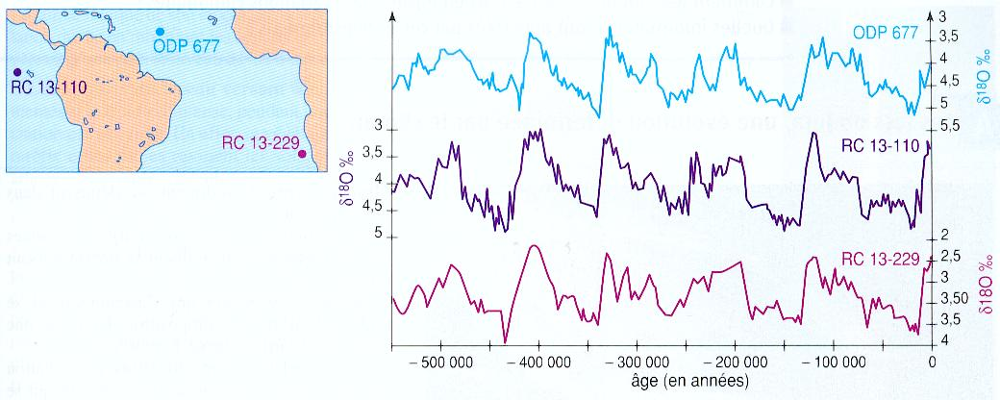 ODP 677
RC 13-110
RC 13-229
ODP 677
3
3,5
4
4,5
5
5,5
δ18O ‰
3
3,5
4
4,5
5
δ18O ‰
RC 13-110
2
2,5
3
3,50
3,5
4
δ18O ‰
RC 13-229
– 500 000 – 400 000 – 300 000 – 200 000 – 100 000 0
âge (en années)